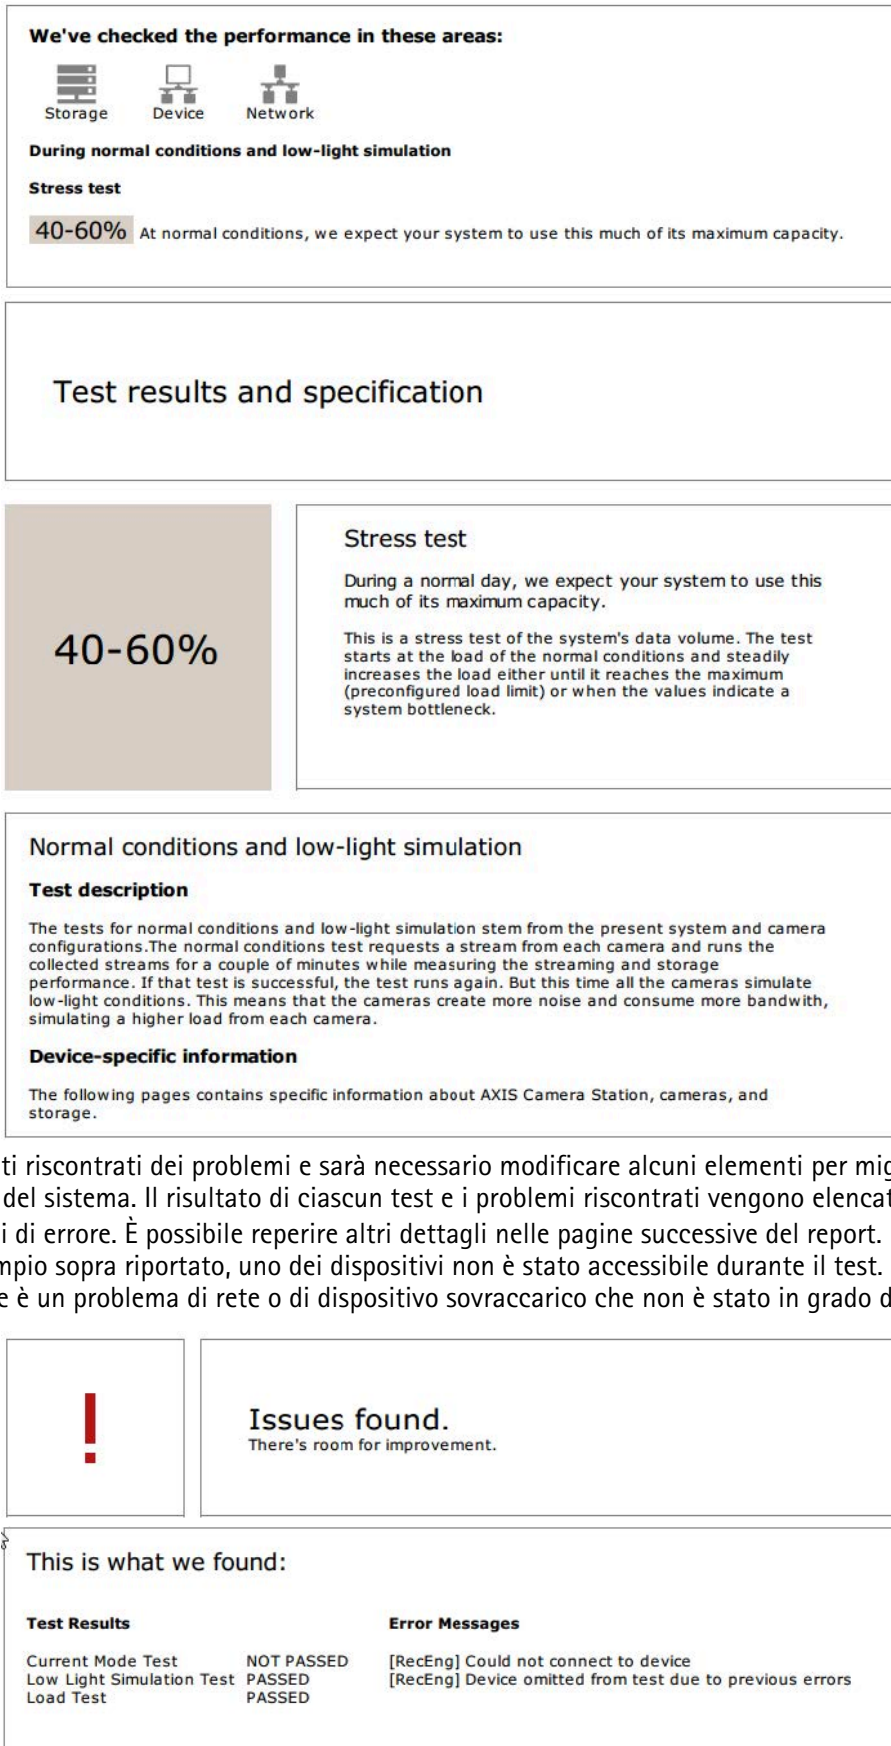 We've checked the performance in these areas:
Storage Device Network
During normal conditions and low-light simulation
Stress test
40-60% At normal conditions, we expect your system to use this much of its maximum capacity.
Test results and specification
40-60%
Stress test
During a normal day, we expect your system to use this
much of its maximum capacity.
This is a stress test of the system's data volume. The test
starts at the load of the normal conditions and steadily
increases the load either until it reaches the maximum
(preconfigured load limit) or when the values indicate a
system bottleneck.
Normal conditions and low-light simulation
Test description
The tests for normal conditions and low-light simulation stem from the present system and camera
configurations.The normal conditions test requests a stream from each camera and runs the
collected streams for a couple of minutes while measuring the streaming and storage
performance. If that test is successful, the test runs again. But this time all the cameras simulate
low-light conditions. This means that the cameras create more noise and consume more bandwith,
simulating a higher load from each camera.
Device-specific information
The following pages contains specific information about AXIS Camera Station, cameras, and
storage.
ti riscontrati dei problemi e sarà necessario modificare alcuni elementi per mig
del sistema. Il risultato di ciascun test e i problemi riscontrati vengono elencat
i di errore. È possibile reperire altri dettagli nelle pagine successive del report.
mpio sopra riportato, uno dei dispositivi non è stato accessibile durante il test.
e è un problema di rete o di dispositivo sovraccarico che non è stato in grado d
!
Issues found.
There's room for improvement.
This is what we found:
Test Results Error Messages
Current Mode Test NOT PASSED [RecEng] Could not connect to device
Low Light Simulation Test PASSED [RecEng] Device omitted from test due to previous errors
Load Test PASSED